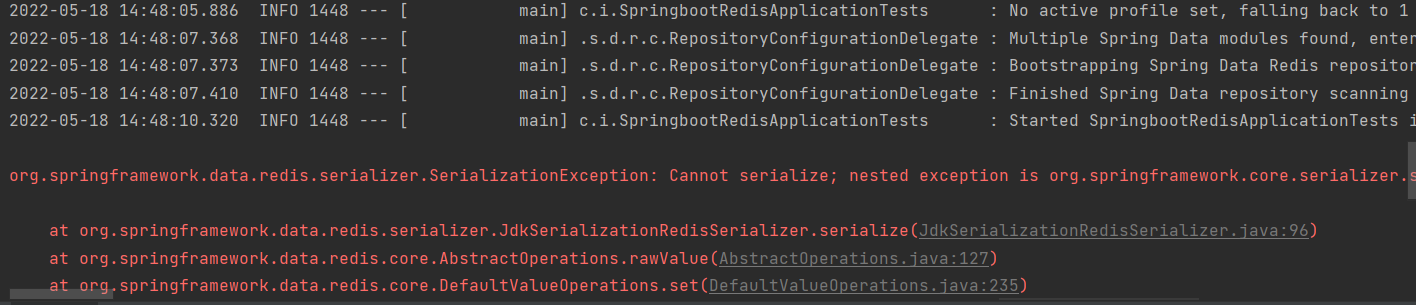 2022-05-18 14:48:05.886  INFO 1448 --- [           main] c.i.SpringbootRedisApplicationTests      : No active profile set, falling back to 1
2022-05-18 14:48:07.368  INFO 1448 --- [           main] .s.d.r.c.RepositoryConfigurationDelegate : Multiple Spring Data modules found, enter
2022-05-18 14:48:07.373  INFO 1448 --- [           main] .s.d.r.c.RepositoryConfigurationDelegate : Bootstrapping Spring Data Redis repositor
2022-05-18 14:48:07.410  INFO 1448 --- [           main] .s.d.r.c.RepositoryConfigurationDelegate : Finished Spring Data repository scanning
2022-05-18 14:48:10.320  INFO 1448 --- [           main] c.i.SpringbootRedisApplicationTests      : Started SpringbootRedisApplicationTests i
org.springframework.data.redis.serializer.SerializationException: Cannot serialize; nested exception is org.springframework.core.serializer.s
at org.springframework.data.redis.serializer.JdkSerializationRedisSerializer.serialize(JdkSerializationRedisSerializer.java:96)
at org.springframework.data.redis.core.AbstractOperations.rawValue(AbstractOperations.java:127)
at org.springframework.data.redis.core.DefaultValueOperations.set(DefaultValueOperations.java:235)